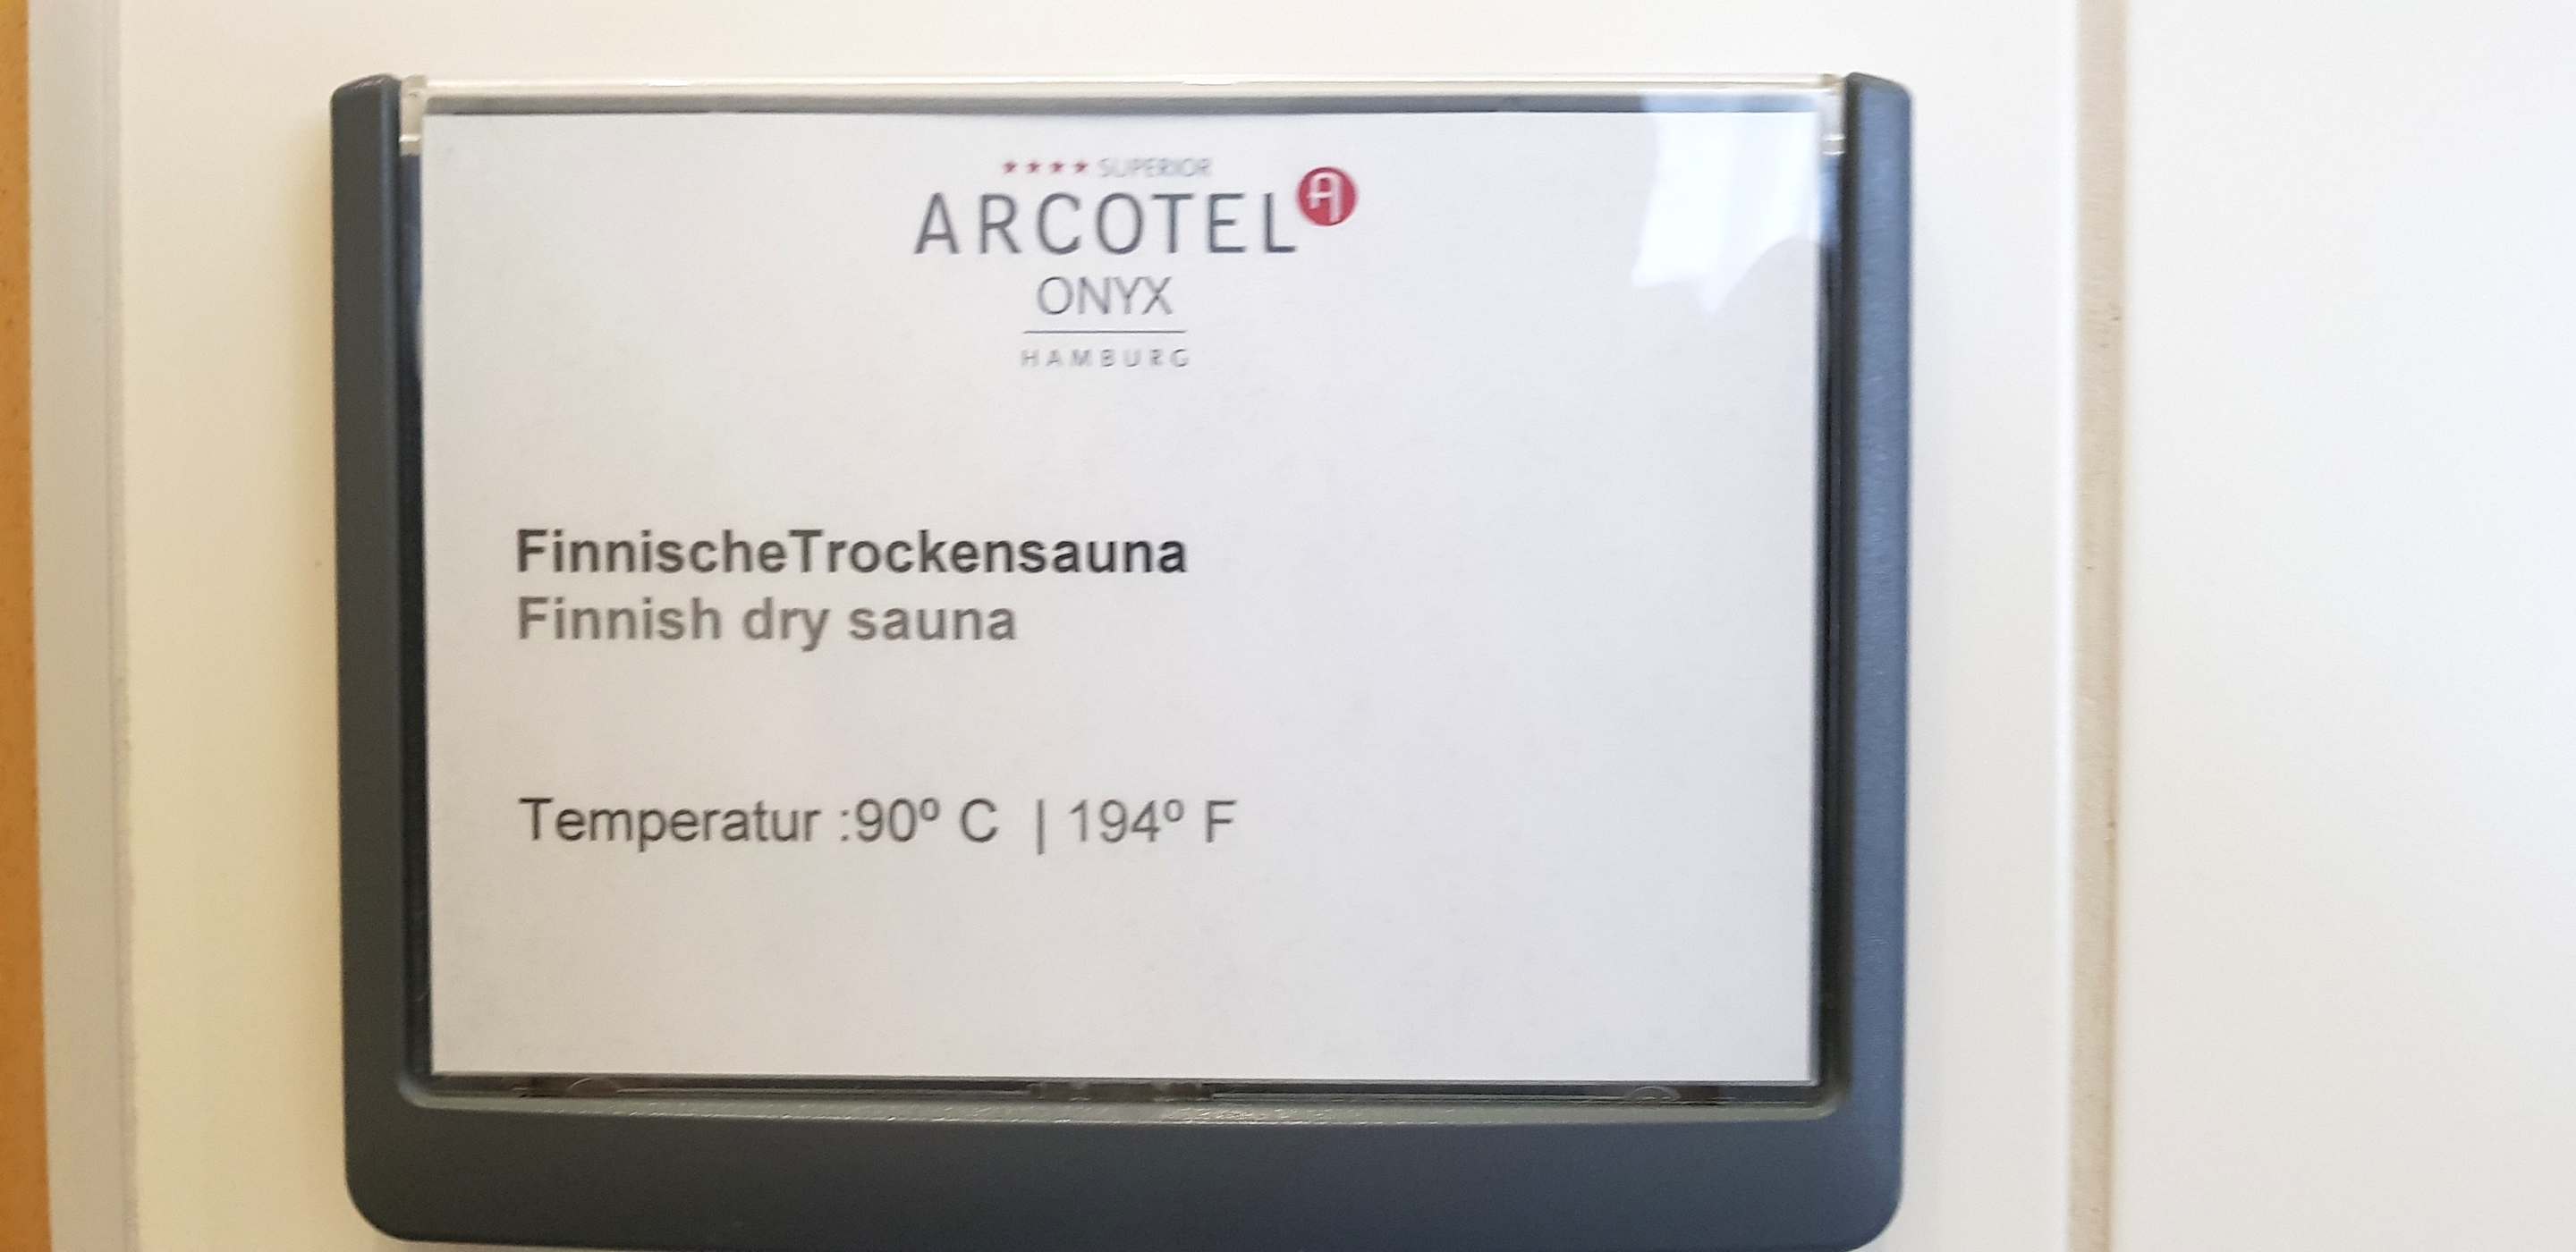 ★★★★ SUPERIOR
ARCOTEL A
ONYX
HAMBURG
FinnischeTrockensauna
Finnish dry sauna
Temperatur :90º C | 194º F